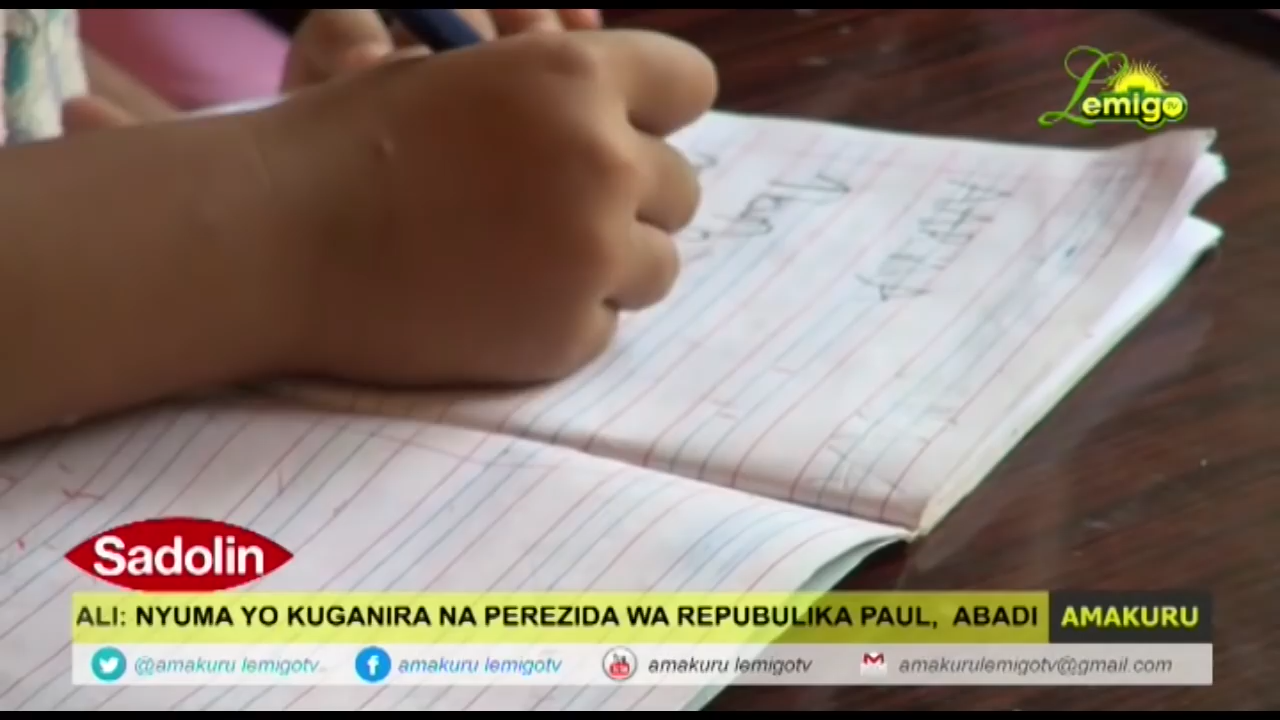 Lemigo TV
Sadolin
ALI: NYUMA YO KUGANIRA NA PEREZIDA WA REPUBULIKA PAUL, ABADI
AMAKURU
@amakuru lemigotv
amakuru lemigotv
amakuru lemigotv
amakurulemigotv@gmail.com